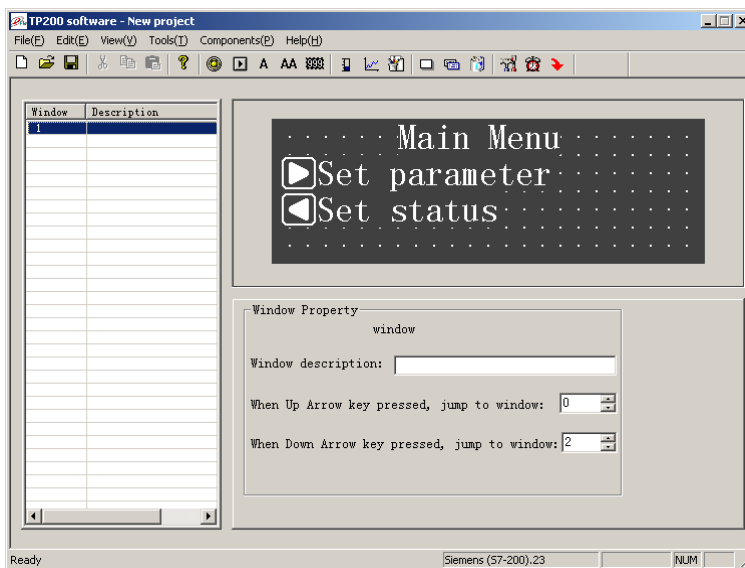 TP200 software - New project
File(F) Edit(E) View(V) Tools(T) Components(P) Help(H)
A AA
Window Description
1
Main Menu
Set parameter
Set status
Window Property
window
Window description:
When Up Arrow key pressed, jump to window: 0
When Down Arrow key pressed, jump to window: 2
Ready Siemens (S7-200).23 NUM